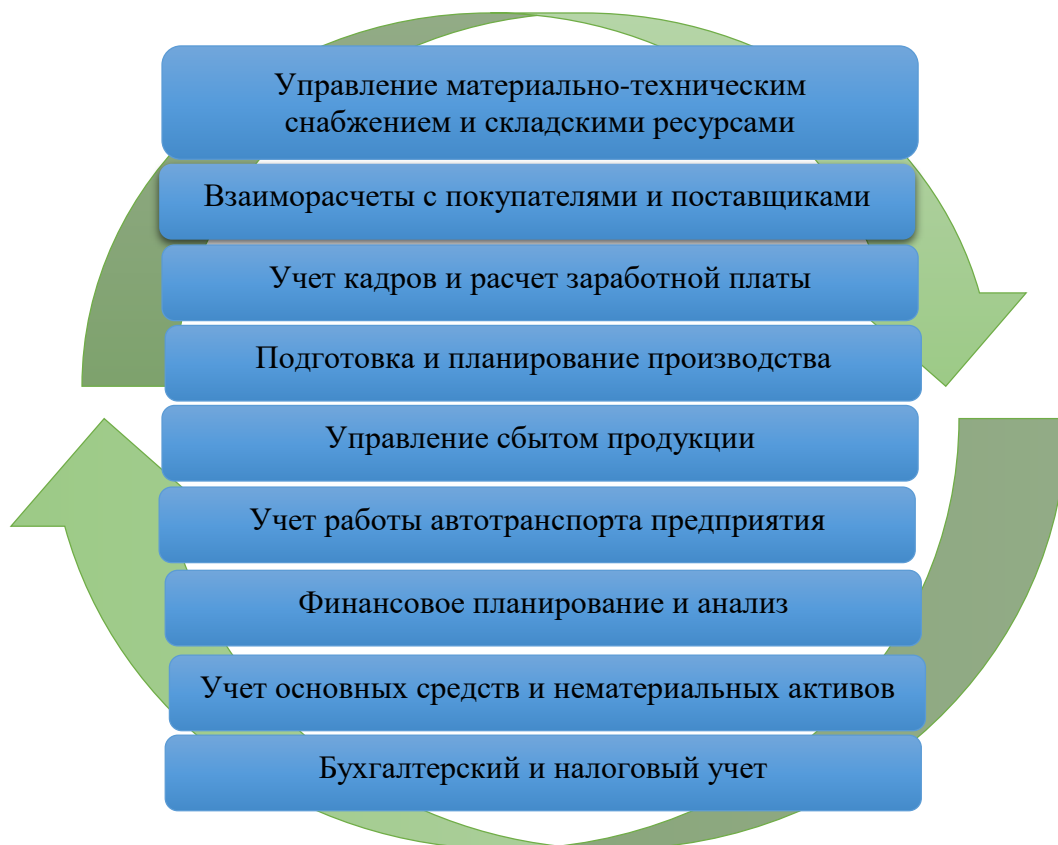 Управление материально-техническим
снабжением и складскими ресурсами
Взаиморасчеты с покупателями и поставщиками
Учет кадров и расчет заработной платы
Подготовка и планирование производства
Управление сбытом продукции
Учет работы автотранспорта предприятия
Финансовое планирование и анализ
Учет основных средств и нематериальных активов
Бухгалтерский и налоговый учет